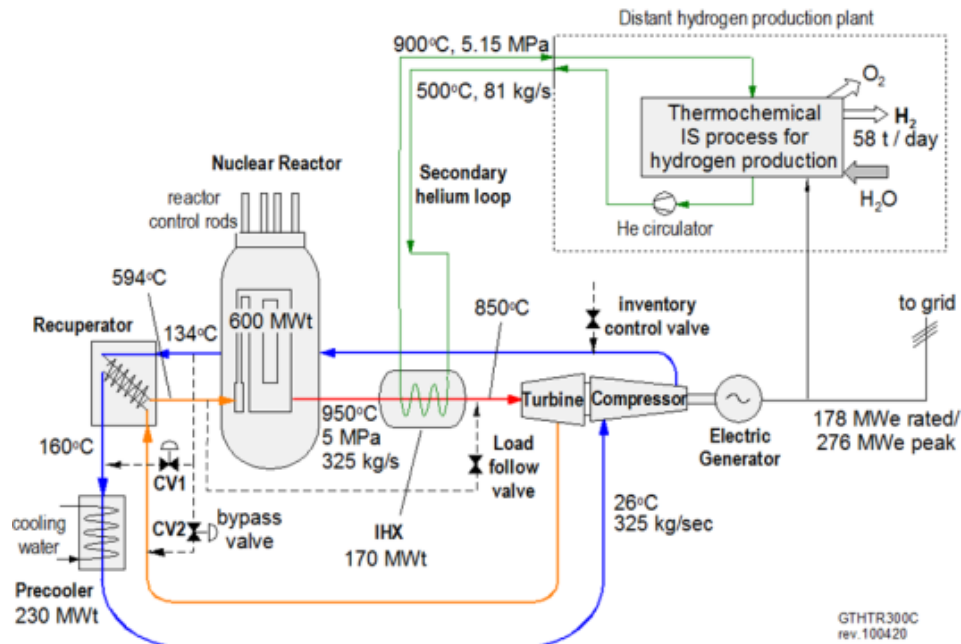 Distant hydrogen production plant
900°C, 5.15 MPa
500°C, 81 kg/s
O2
Thermochemical
IS process for
hydrogen production
H2
58 t / day
H2O
He circulator
Nuclear Reactor
reactor
control rods
Secondary
helium loop
594°C
Recuperator
134°C
600 MWt
850°C
inventory
control valve
to grid
950°C
5 MPa
325 kg/s
Turbine
Compressor
Electric
Generator
178 MWe rated/
276 MWe peak
160°C
CV1
Load
follow
valve
26°C
325 kg/sec
cooling
water
CV2
bypass
valve
IHX
170 MWt
Precooler
230 MWt
GTHTR300C
rev.100420